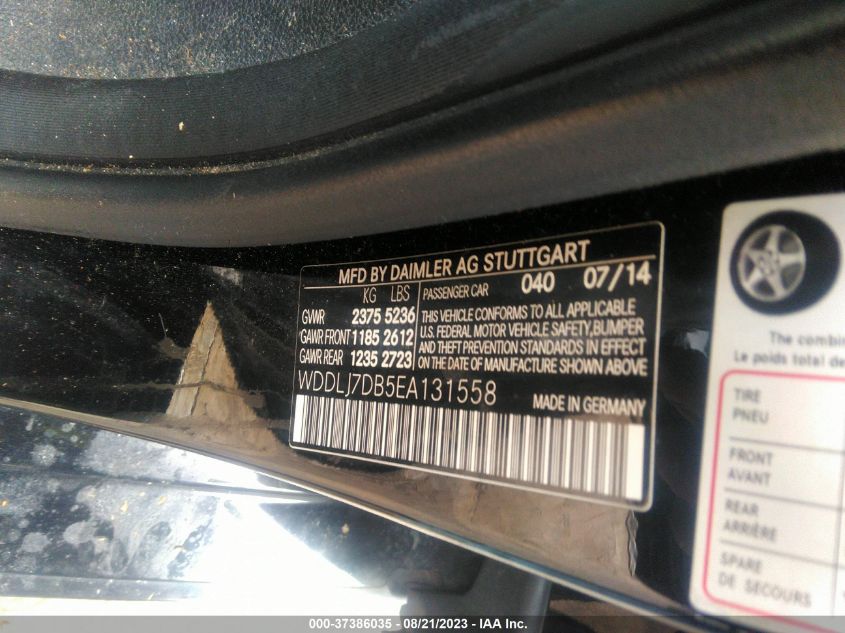 MFD BY DAIMLER AG STUTTGART
KG LBS PASSENGER CAR 040 07/14
GVWR 2375 5236
GAWR FRONT 1185 2612
GAWR REAR 1235 2723
THIS VEHICLE CONFORMS TO ALL APPLICABLE
U.S. FEDERAL MOTOR VEHICLE SAFETY, BUMPER
AND THEFT PREVENTION STANDARDS IN EFFECT
ON THE DATE OF MANUFACTURE SHOWN ABOVE
WDDLJ7DB5EA131558 MADE IN GERMANY
The combine
Le poids total de
TIRE
PNEU
FRONT
AVANT
REAR
ARRIÈRE
SPARE
DE SECOURS
000-37386035 - 08/21/2023 - IAA Inc.